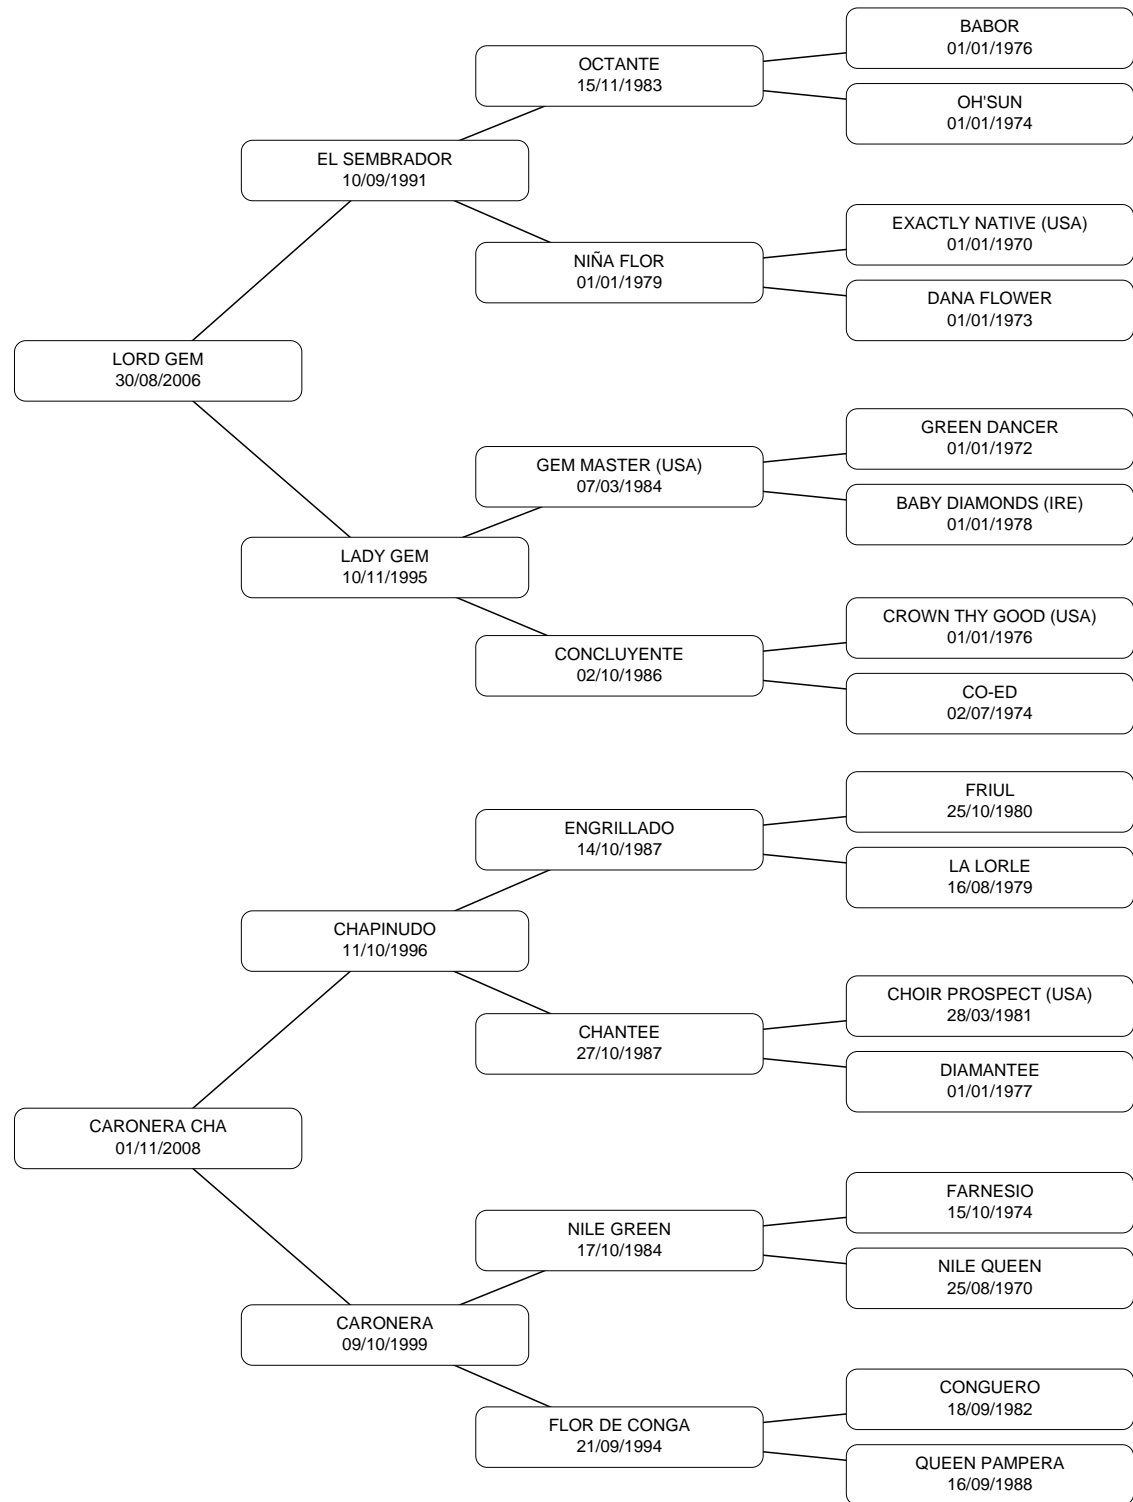 BABOR
01/01/1976
OCTANTE
15/11/1983
OH'SUN
01/01/1974
EL SEMBRADOR
10/09/1991
EXACTLY NATIVE (USA)
01/01/1970
NIÑA FLOR
01/01/1979
DANA FLOWER
01/01/1973
LORD GEM
30/08/2006
GREEN DANCER
01/01/1972
GEM MASTER (USA)
07/03/1984
BABY DIAMONDS (IRE)
01/01/1978
LADY GEM
10/11/1995
CROWN THY GOOD (USA)
01/01/1976
CONCLUYENTE
02/10/1986
CO-ED
02/07/1974
FRIUL
25/10/1980
ENGRILLADO
14/10/1987
LA LORLE
16/08/1979
CHAPINUDO
11/10/1996
CHOIR PROSPECT (USA)
28/03/1981
CHANTEE
27/10/1987
DIAMANTEE
01/01/1977
CARONERA CHA
01/11/2008
FARNESIO
15/10/1974
NILE GREEN
17/10/1984
NILE QUEEN
25/08/1970
CARONERA
09/10/1999
CONGUERO
18/09/1982
FLOR DE CONGA
21/09/1994
QUEEN PAMPERA
16/09/1988